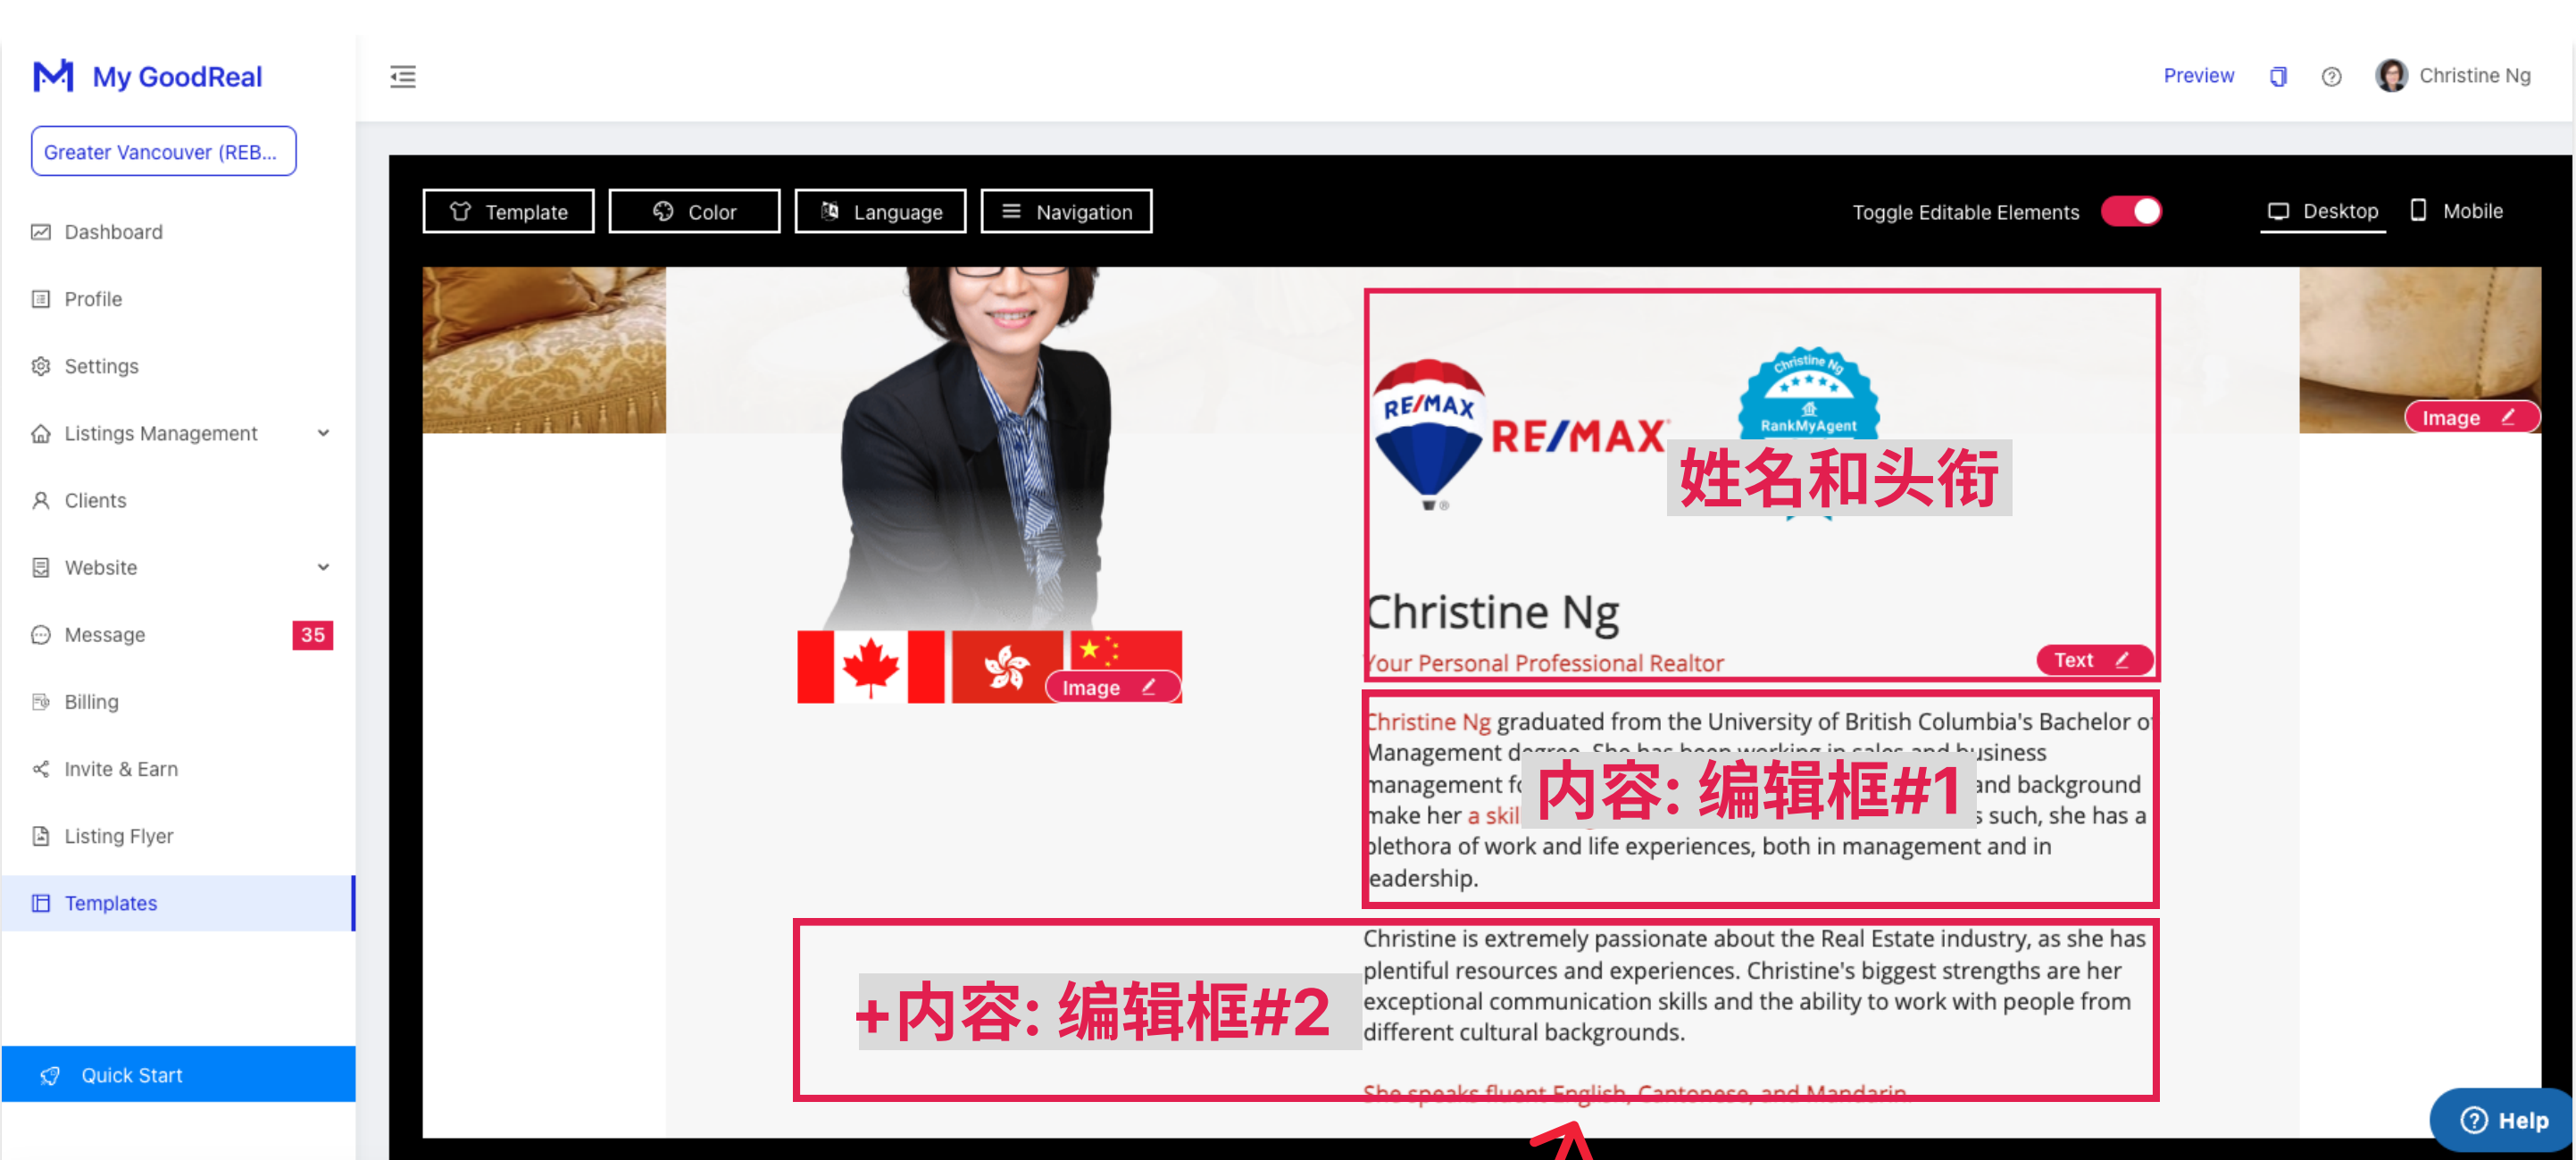 My GoodReal
Preview
Christine Ng
Greater Vancouver (REB...
Dashboard
Profile
Settings
Listings Management
Clients
Website
Message
35
Billing
Invite & Earn
Listing Flyer
Templates
Quick Start
Template
Color
Language
Navigation
Toggle Editable Elements
Desktop
Mobile
Image
RE/MAX
RE/MAX
Christine Ng
RankMyAgent
姓名和头衔
Image
Christine Ng
Your Personal Professional Realtor
Text
Christine Ng graduated from the University of British Columbia's Bachelor of
Management degree. She has been working in sales and business
management
and background
make her a skil
such, she has a
plethora of work and life experiences, both in management and in
leadership.
内容: 编辑框#1
Christine is extremely passionate about the Real Estate industry, as she has
plentiful resources and experiences. Christine's biggest strengths are her
exceptional communication skills and the ability to work with people from
different cultural backgrounds.
+内容: 编辑框#2
She speaks fluent English, Cantonese, and Mandarin.
Help